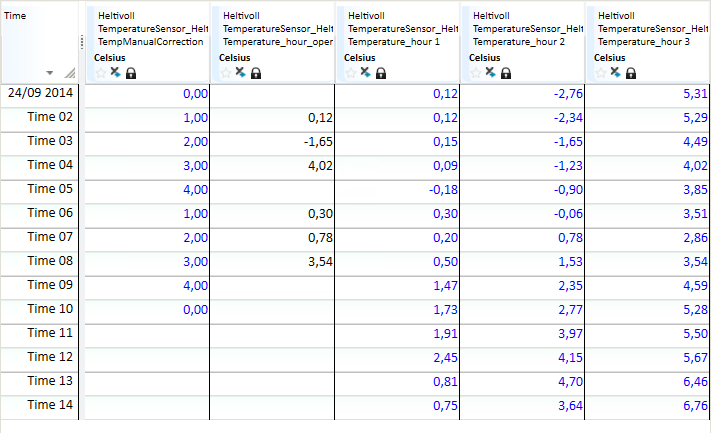 Time Heltivoll Heltivoll Heltivoll Heltivoll Heltivoll
TemperatureSensor_Helt TemperatureSensor_Helt TemperatureSensor_Helt TemperatureSensor_Helt TemperatureSensor_Helt
TempManualCorrection Temperature_hour_oper Temperature_hour 1 Temperature_hour 2 Temperature_hour 3
Celsius Celsius Celsius Celsius Celsius
24/09 2014 0,00 0,12 -2,76 5,31
Time 02 1,00 0,12 0,12 -2,34 5,29
Time 03 2,00 -1,65 0,15 -1,65 4,49
Time 04 3,00 4,02 0,09 -1,23 4,02
Time 05 4,00 -0,18 -0,90 3,85
Time 06 1,00 0,30 0,30 -0,06 3,51
Time 07 2,00 0,78 0,20 0,78 2,86
Time 08 3,00 3,54 0,50 1,53 3,54
Time 09 4,00 1,47 2,35 4,59
Time 10 0,00 1,73 2,77 5,28
Time 11 1,91 3,97 5,50
Time 12 2,45 4,15 5,67
Time 13 0,81 4,70 6,46
Time 14 0,75 3,64 6,76